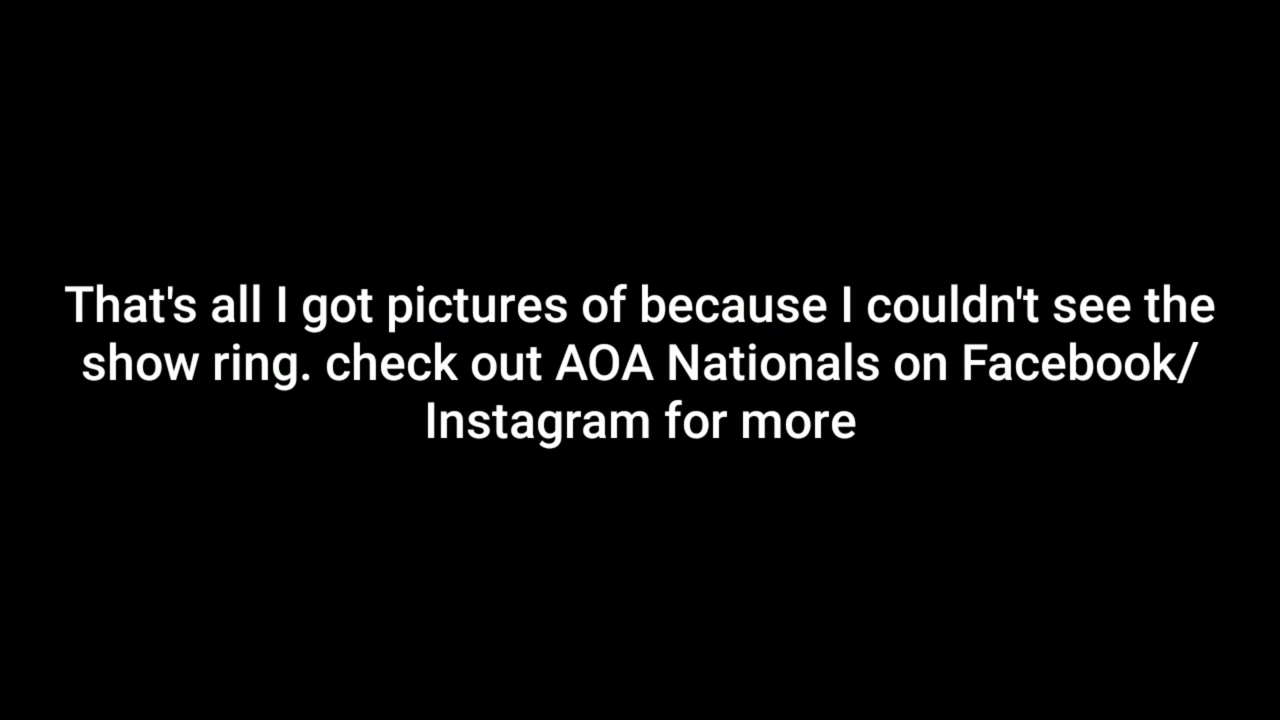 That's all I got pictures of because I couldn't see the
show ring. check out AOA Nationals on Facebook/
Instagram for more